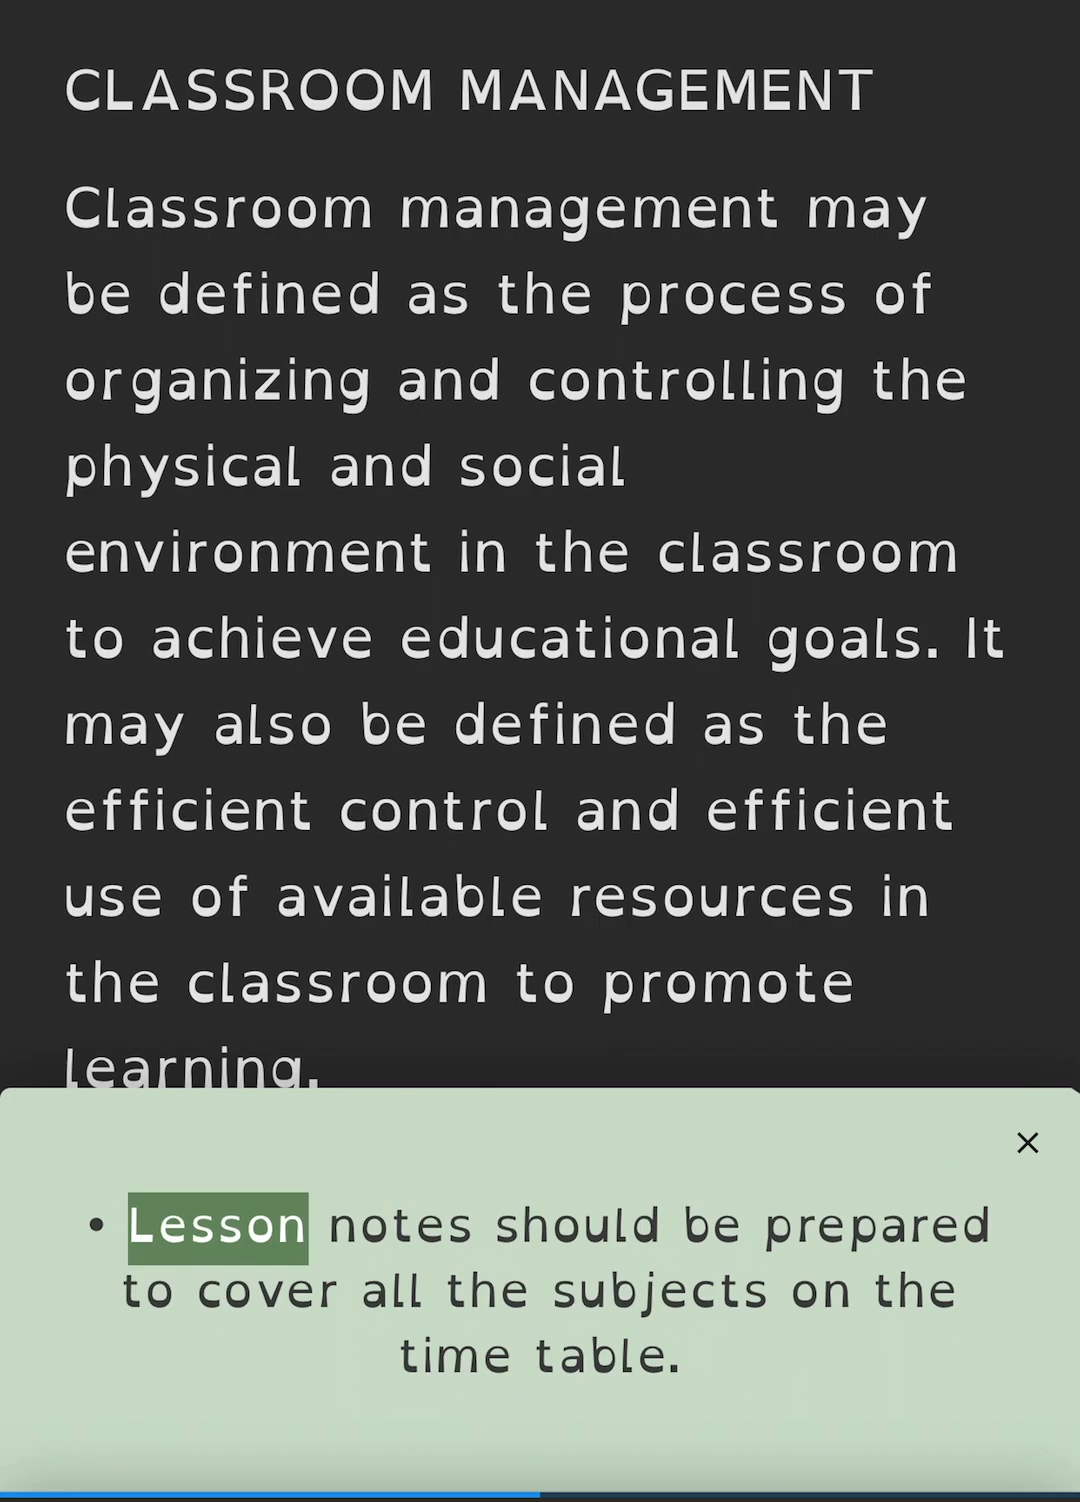 CLASSROOM MANAGEMENT
Classroom management may
be defined as the process of
organizing and controlling the
physical and social
environment in the classroom
to achieve educational goals. It
may also be defined as the
efficient control and efficient
use of available resources in
the classroom to promote
learning.
• Lesson notes should be prepared
to cover all the subjects on the
time table.